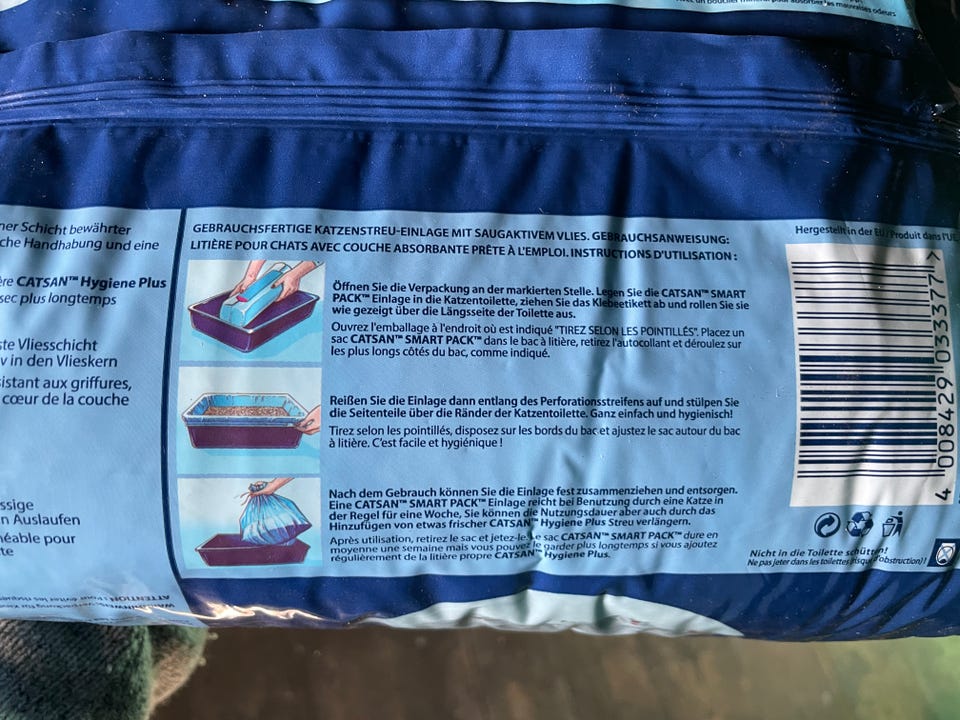 Avec un bouclier minéral pour absorber les mauvaises odeurs
ner Schicht bewährter
che Handhabung und eine
ère CATSAN™ Hygiene Plus
sec plus longtemps
ste Vliesschicht
v in den Vlieskern
istant aux griffures,
cœur de la couche
ssige
n Auslaufen
néable pour
te
GEBRAUCHSFERTIGE KATZENSTREU-EINLAGE MIT SAUGAKTIVEM VLIES. GEBRAUCHSANWEISUNG:
LITIÈRE POUR CHATS AVEC COUCHE ABSORBANTE PRÊTE À L'EMPLOI. INSTRUCTIONS D'UTILISATION :
Öffnen Sie die Verpackung an der markierten Stelle. Legen Sie die CATSAN™ SMART
PACK™ Einlage in die Katzentoilette, ziehen Sie das Klebeetikett ab und rollen Sie sie
wie gezeigt über die Längsseite der Toilette aus.
Ouvrez l'emballage à l'endroit où est indiqué "TIREZ SELON LES POINTILLÉS". Placez un
sac CATSAN™ SMART PACK™ dans le bac à litière, retirez l'autocollant et déroulez sur
les plus longs côtés du bac, comme indiqué.
Reißen Sie die Einlage dann entlang des Perforationsstreifens auf und stülpen Sie
die Seitenteile über die Ränder der Katzentoilette. Ganz einfach und hygienisch!
Tirez selon les pointillés, disposez sur les bords du bac et ajustez le sac autour du bac
à litière. C'est facile et hygiénique !
Nach dem Gebrauch können Sie die Einlage fest zusammenziehen und entsorgen.
Eine CATSAN™ SMART PACK™ Einlage reicht bei Benutzung durch eine Katze in
der Regel für eine Woche, Sie können die Nutzungsdauer aber auch durch das
Hinzufügen von etwas frischer CATSAN™ Hygiene Plus Streu verlängern.
Après utilisation, retirez le sac et jetez-le. Le sac CATSAN™ SMART PACK™ dure en
moyenne une semaine mais vous pouvez le garder plus longtemps si vous ajoutez
régulièrement de la litière propre CATSAN™ Hygiene Plus.
Hergestellt in der EU/Produit dans l'UE
4 008429 033377
Nicht in die Toilette schütten!
Ne pas jeter dans les toilettes (risque d'obstruction)!